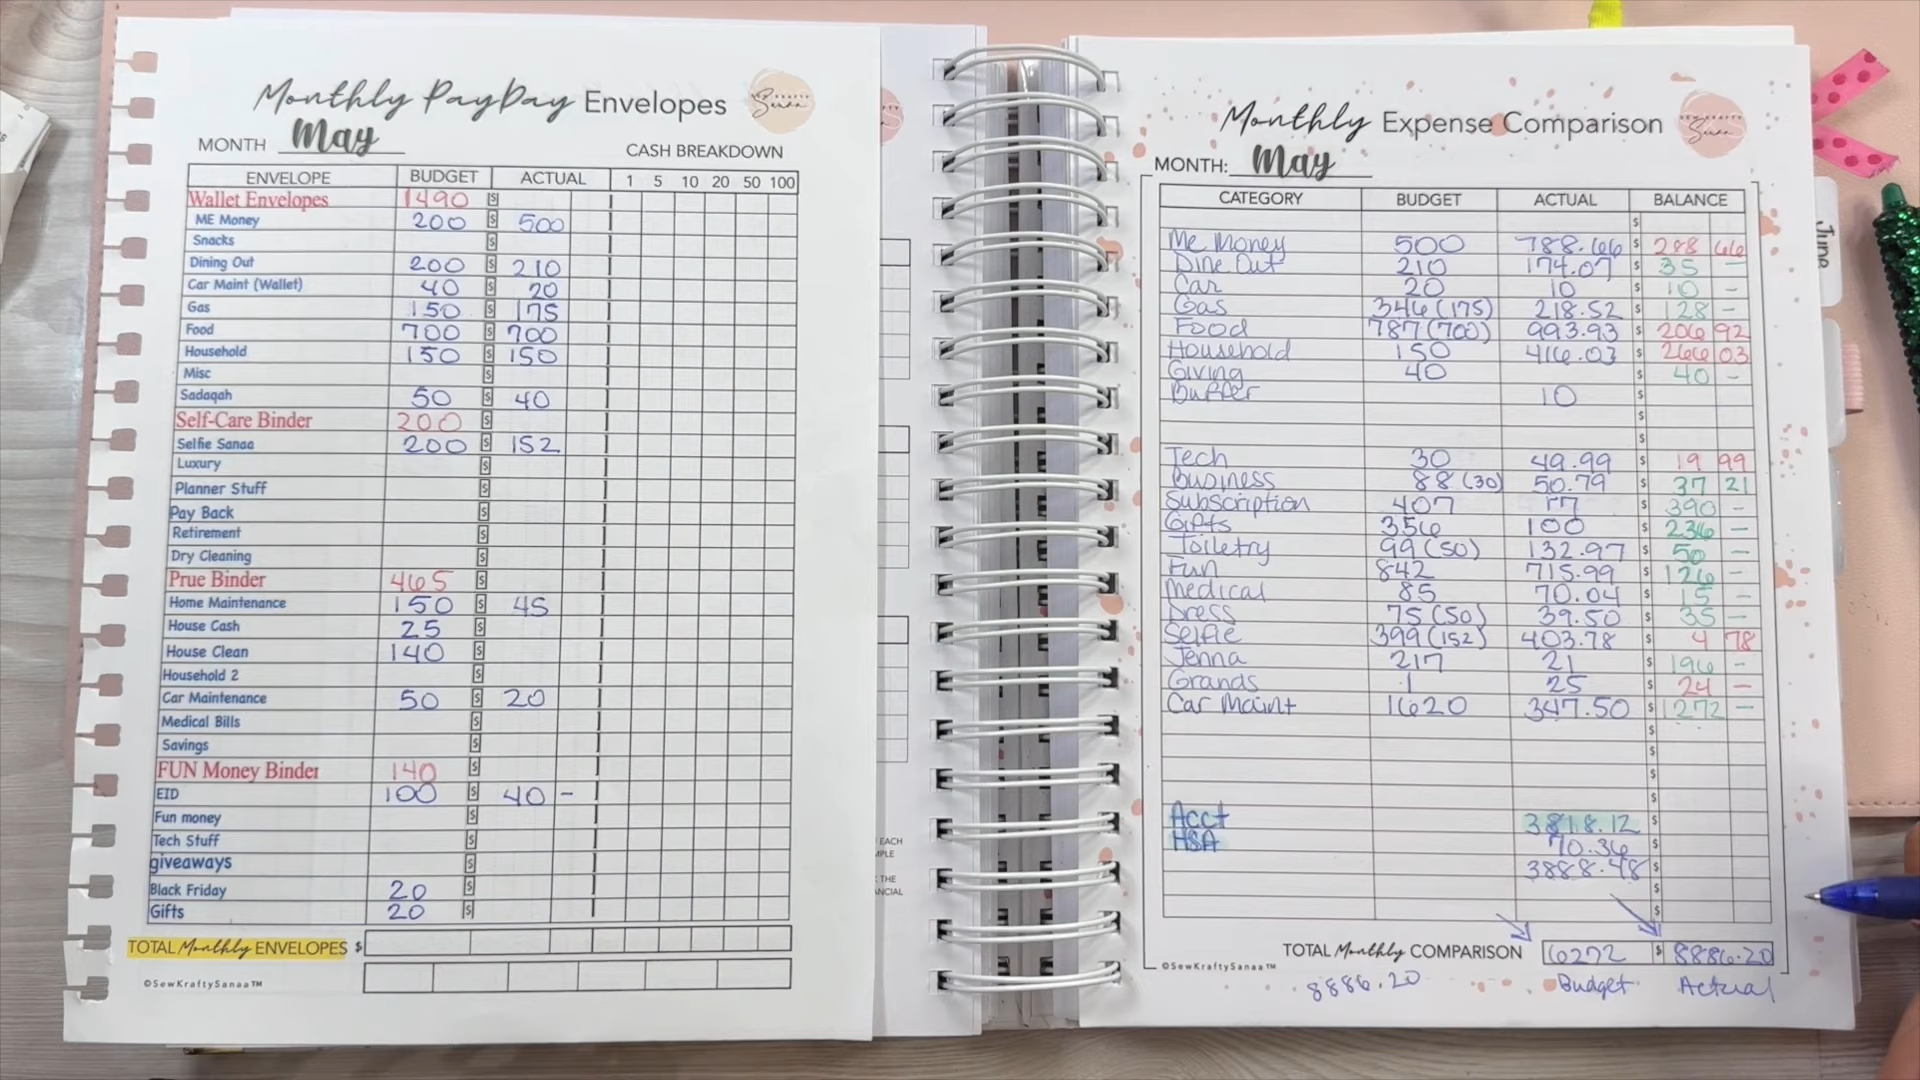 Monthly PayDay Envelopes
MONTH May
CASH BREAKDOWN
ENVELOPE BUDGET ACTUAL 1 5 10 20 50 100
Wallet Envelopes 1490 $
ME Money 200 $ 500
Snacks $
Dining Out 200 $ 210
Car Maint (Wallet) 40 $ 20
Gas 150 $ 175
Food 700 $ 700
Household 150 $ 150
Misc $
Sadaqah 50 $ 40
Self-Care Binder 200 $
Selfie Sanaa 200 $ 152
Luxury $
Planner Stuff $
Pay Back $
Retirement $
Dry Cleaning $
Prue Binder 465 $
Home Maintenance 150 $ 45
House Cash 25 $
House Clean 140 $
Household 2 $
Car Maintenance 50 $ 20
Medical Bills $
Savings $
FUN Money Binder 140 $
EID 100 $ 40 –
Fun money $
Tech Stuff $
giveaways $
Black Friday 20 $
Gifts 20 $
TOTAL Monthly ENVELOPES $
©SewKraftySanaa™
EACH
THE
Monthly Expense Comparison
MONTH: May
CATEGORY BUDGET ACTUAL BALANCE
$
Me Money 500 788.66 $ 288 66
Dine Out 210 174.07 $ 35 –
Car 20 10 $ 10 –
Gas 346 (175) 218.52 $ 128 –
Food 787 (700) 993.93 $ 206 92
Household 150 416.03 $ 266 03
Giving 40 $ 40 –
Buffer 10 $
$
$
Tech 30 49.99 $ 19 99
Business 88 (30) 50.79 $ 37 21
Subscription 407 17 $ 390 –
Gifts 356 100 $ 236 –
Toiletry 99 (50) 132.97 $ 50 –
Fun 842 715.99 $ 126 –
Medical 85 70.04 $ 15 –
Dress 75 (50) 39.50 $ 35 –
Selfie 399 (152) 403.78 $ 4 78
Jenna 217 21 $ 196 –
Grands 1 25 $ 24 –
Car Maint 1620 347.50 $ 1272 –
$
$
$
$
Acct 3818.12 $
HSA 70.36 $
3888.48 $
$
$
TOTAL Monthly COMPARISON 6272 $ 8886.20
©SewKraftySanaa™
8886.20 Budget Actual
June